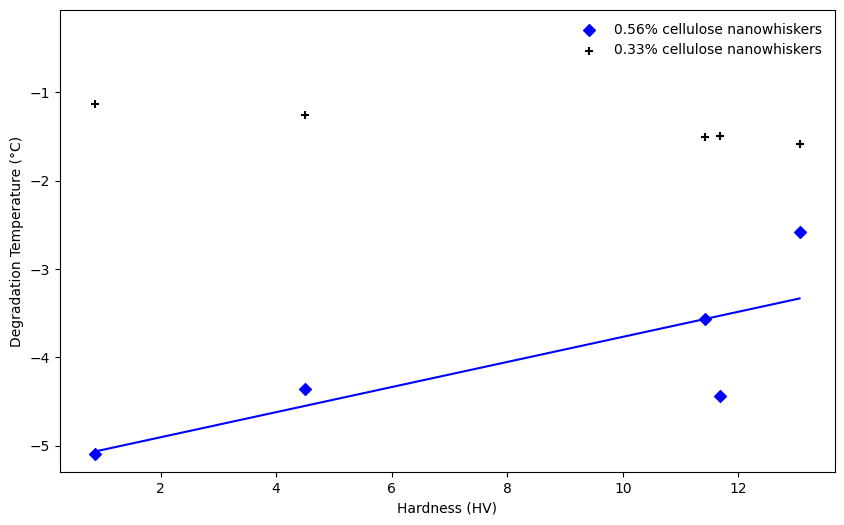 0.56% cellulose nanowhiskers
0.33% cellulose nanowhiskers
Degradation Temperature (°C)
−1
−2
−3
−4
−5
2 4 6 8 10 12
Hardness (HV)